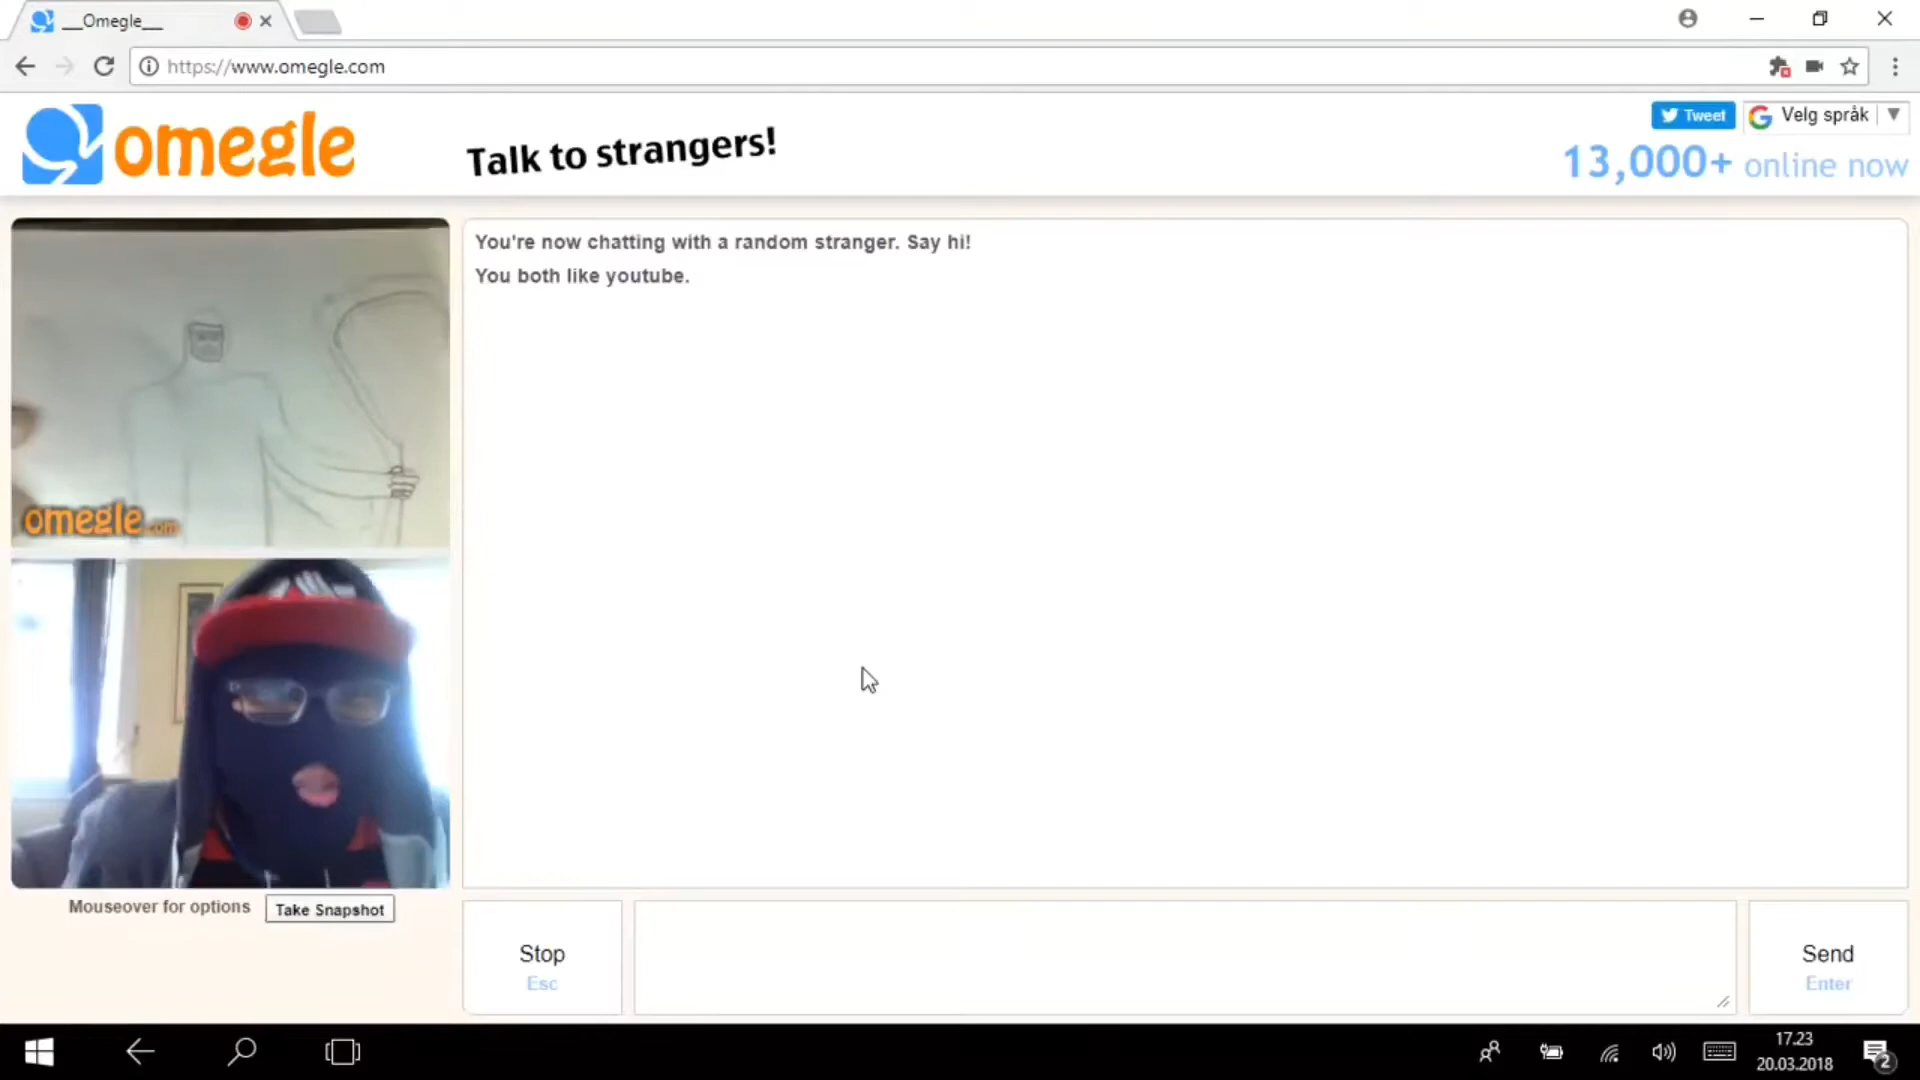 __Omegle__
https://www.omegle.com
omegle
Talk to strangers!
Tweet
Velg språk
13,000+ online now
You're now chatting with a random stranger. Say hi!
You both like youtube.
omegle.com
Mouseover for options
Take Snapshot
Stop
Esc
Send
Enter
17.23
20.03.2018
2